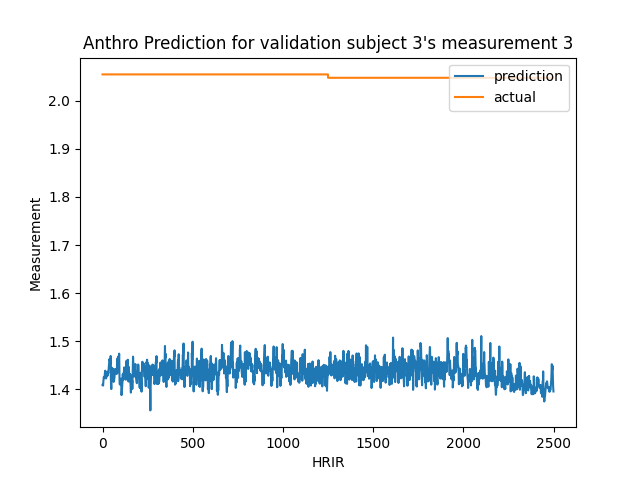 Anthro Prediction for validation subject 3's measurement 3
prediction
actual
2.0
1.9
1.8
1.7
1.6
1.5
1.4
Measurement
0
500
1000
1500
2000
2500
HRIR